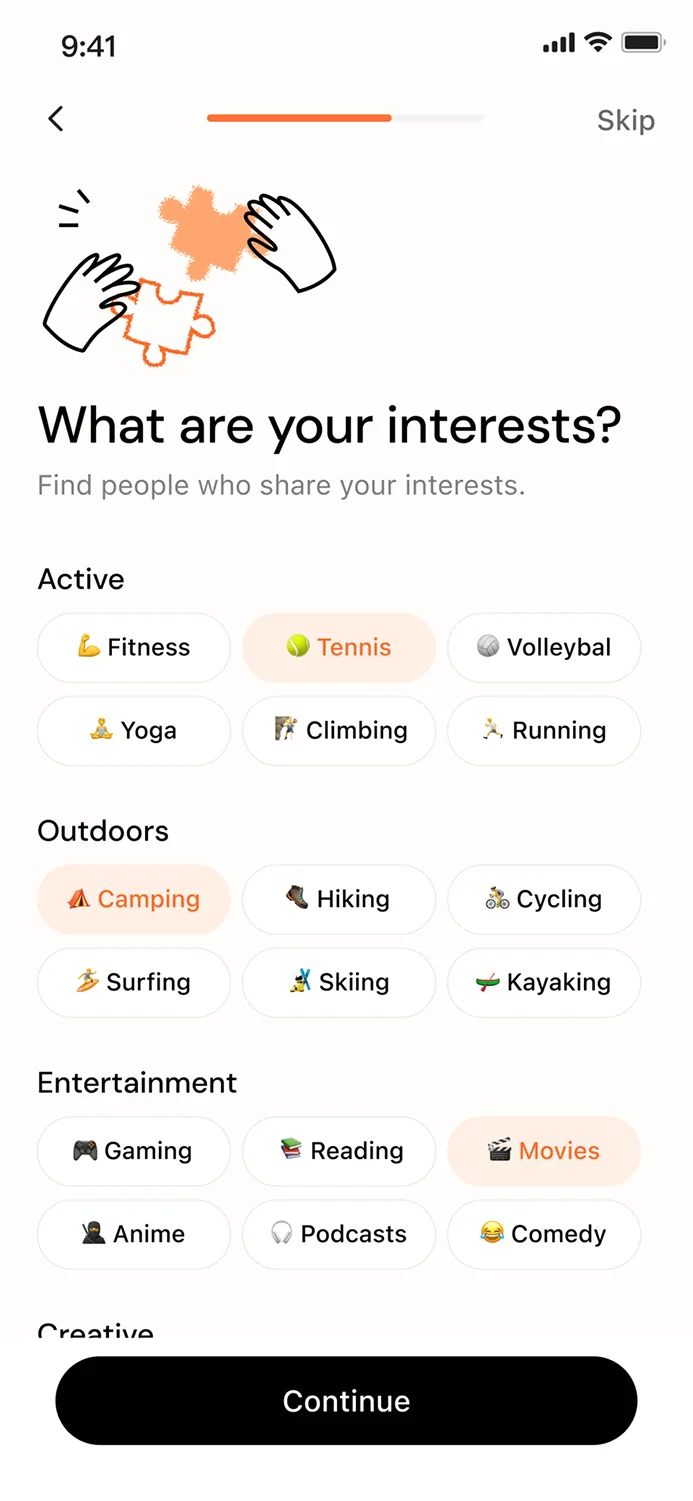 9:41
Skip
What are your interests?
Find people who share your interests.
Active
💪 Fitness
🎾 Tennis
🏐 Volleybal
🧘 Yoga
🧗 Climbing
🏃 Running
Outdoors
⛺ Camping
🥾 Hiking
🚴 Cycling
🏄 Surfing
🎿 Skiing
🛶 Kayaking
Entertainment
🎮 Gaming
📚 Reading
🎬 Movies
🥷 Anime
🎧 Podcasts
😂 Comedy
Creative
Continue